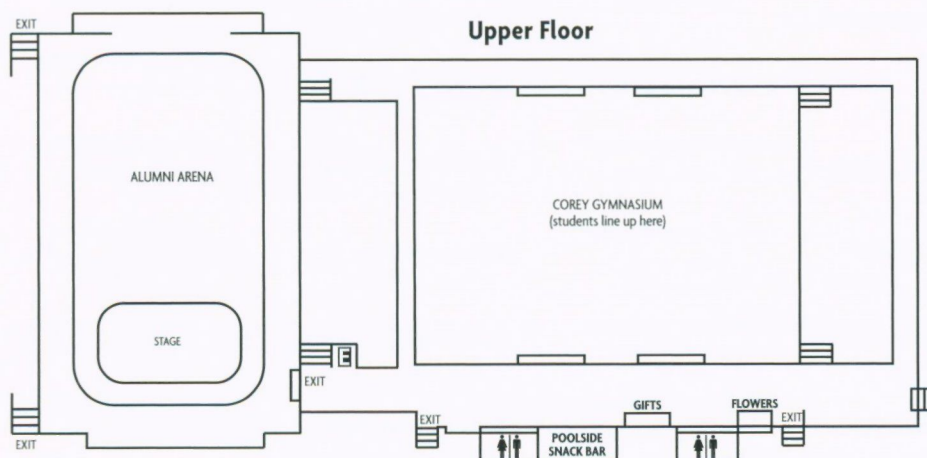 Upper Floor
EXIT
ALUMNI ARENA
COREY GYMNASIUM
(students line up here)
STAGE
E
EXIT
GIFTS
FLOWERS
EXIT
EXIT
EXIT
POOLSIDE
SNACK BAR